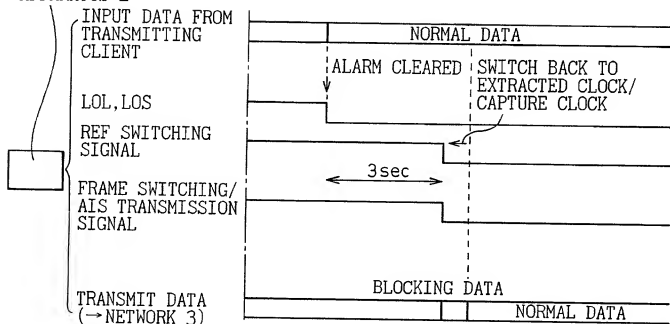 INPUT DATA FROM
TRANSMITTING
CLIENT
NORMAL DATA
ALARM CLEARED
SWITCH BACK TO
EXTRACTED CLOCK/
CAPTURE CLOCK
LOL,LOS
REF SWITCHING
SIGNAL
3sec
FRAME SWITCHING/
AIS TRANSMISSION
SIGNAL
BLOCKING DATA
TRANSMIT DATA
(→NETWORK 3)
NORMAL DATA